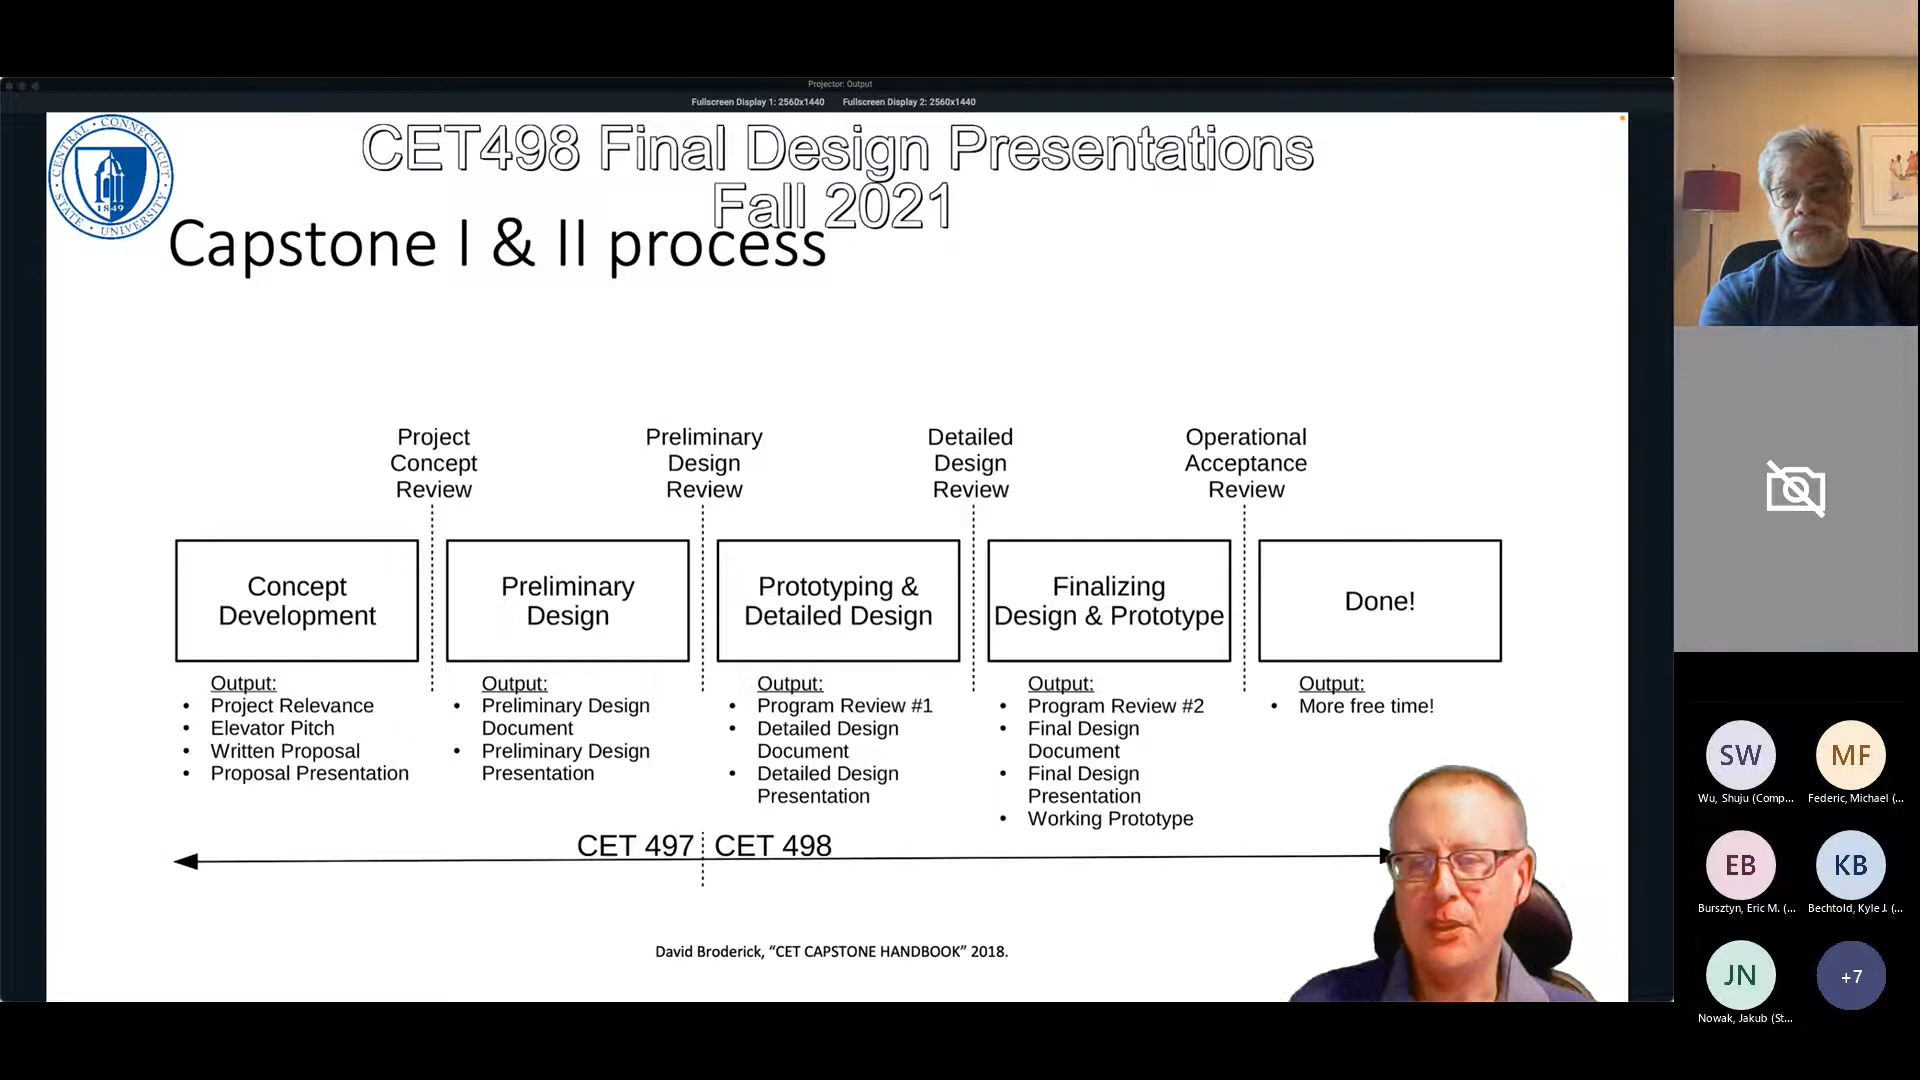 Projector: Output
Fullscreen Display 1: 2560x1440 Fullscreen Display 2: 2560x1440
CENTRAL • CONNECTICUT
STATE • UNIVERSITY
1849
CET498 Final Design Presentations
Fall 2021
Capstone I & II process
Project
Concept
Review
Preliminary
Design
Review
Detailed
Design
Review
Operational
Acceptance
Review
Concept
Development
Preliminary
Design
Prototyping &
Detailed Design
Finalizing
Design & Prototype
Done!
Output:
• Project Relevance
• Elevator Pitch
• Written Proposal
• Proposal Presentation
Output:
• Preliminary Design
Document
• Preliminary Design
Presentation
Output:
• Program Review #1
• Detailed Design
Document
• Detailed Design
Presentation
Output:
• Program Review #2
• Final Design
Document
• Final Design
Presentation
• Working Prototype
Output:
• More free time!
CET 497 CET 498
David Broderick, “CET CAPSTONE HANDBOOK” 2018.
SW
Wu, Shuju (Comp...
MF
Federic, Michael (...
EB
Bursztyn, Eric M. (...
KB
Bechtold, Kyle J. (...
JN
Nowak, Jakub (St...
+7